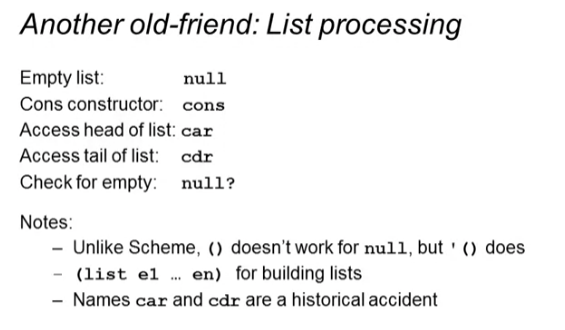 Another old-friend: List processing
Empty list: null
Cons constructor: cons
Access head of list: car
Access tail of list: cdr
Check for empty: null?
Notes:
– Unlike Scheme, () doesn't work for null, but '() does
– (list e1 … en) for building lists
– Names car and cdr are a historical accident